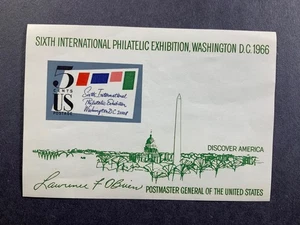 SIXTH INTERNATIONAL PHILATELIC EXHIBITION, WASHINGTON D.C. 1966
5
CENTS
US
POSTAGE
Sixth International
Philatelic Exhibition
Washington D.C.
DISCOVER AMERICA
Lawrence F. O'Brien
POSTMASTER GENERAL OF THE UNITED STATES